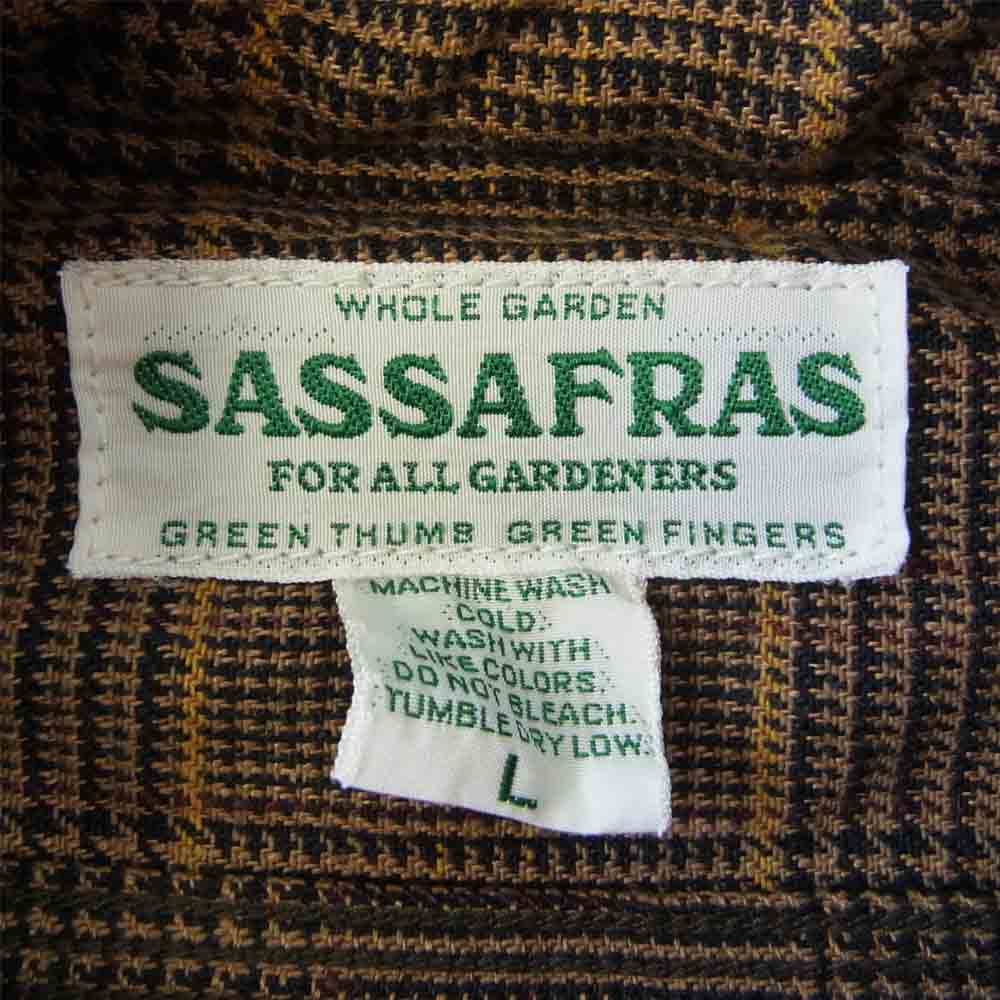 WHOLE GARDEN
SASSAFRAS
FOR ALL GARDENERS
GREEN THUMB GREEN FINGERS
MACHINE WASH
COLD.
WASH WITH
LIKE COLORS.
DO NOT BLEACH.
TUMBLE DRY LOW.
L